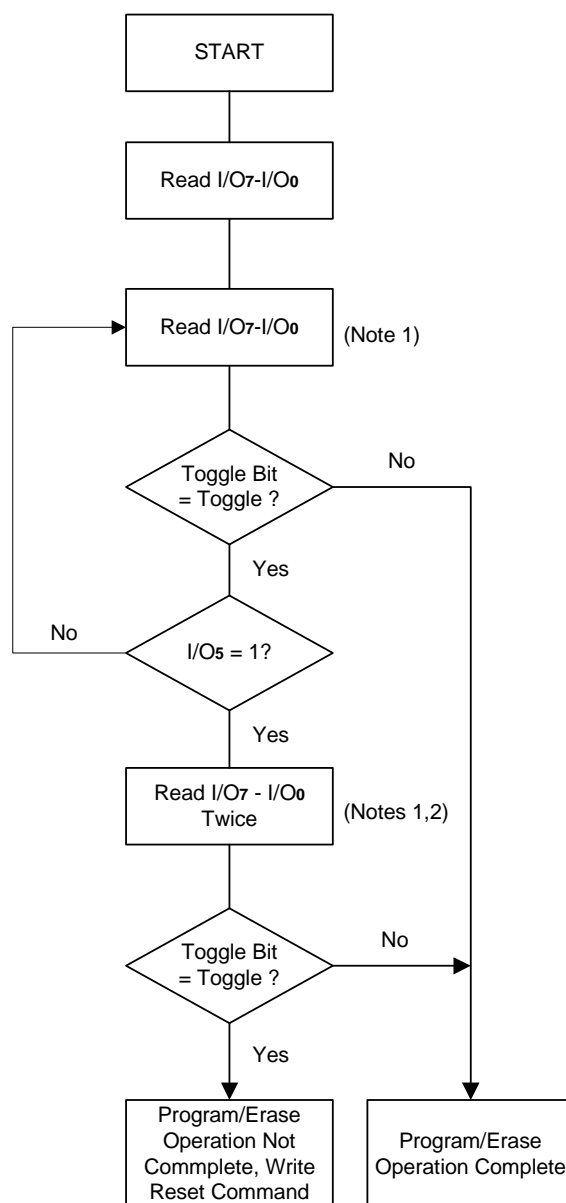 START
Read I/O7-I/O0
Read I/O7-I/O0
(Note 1)
Toggle Bit
= Toggle ?
No
Yes
No
I/O5 = 1?
Yes
Read I/O7 - I/O0
Twice
(Notes 1,2)
Toggle Bit
= Toggle ?
No
Yes
Program/Erase
Operation Not
Commplete, Write
Reset Command
Program/Erase
Operation Complete